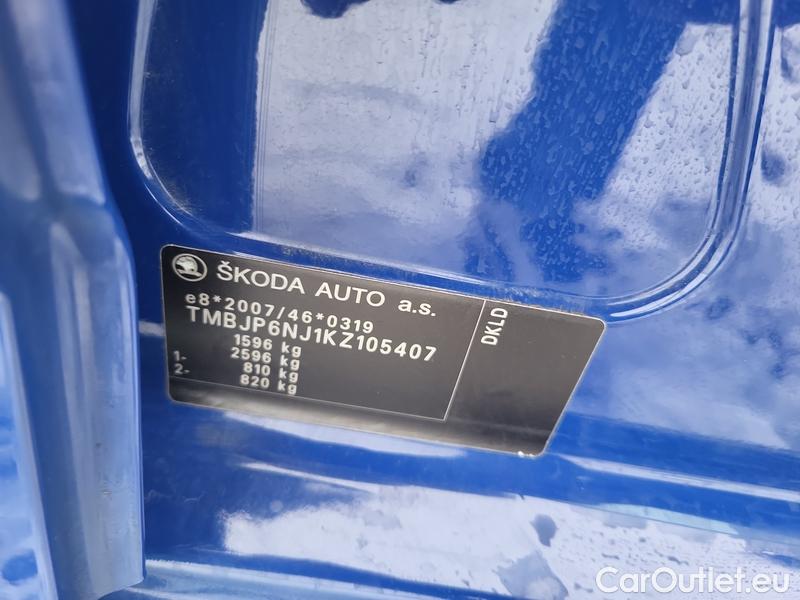 ŠKODA AUTO a.s.
e8*2007/46*0319
TMBJP6NJ1KZ105407
1596 kg
2596 kg
1- 810 kg
2- 820 kg
DKLD
CarOutlet.eu